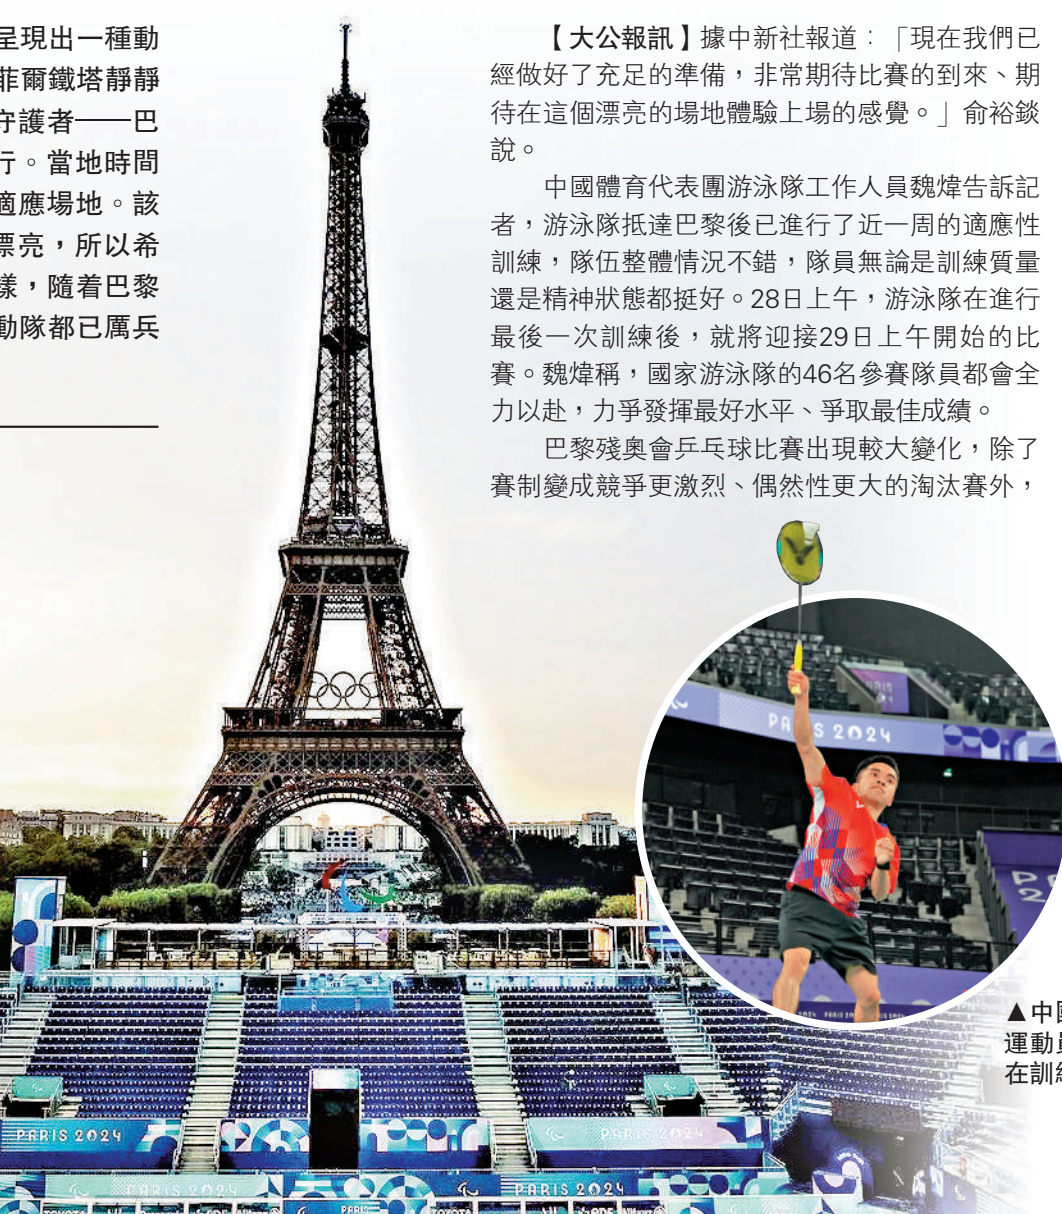 呈現出一種動
菲爾鐵塔靜靜
守護者——巴
行。當地時間
適應場地。該
漂亮，所以希
樣，隨着巴黎
動隊都已厲兵
【大公報訊】據中新社報道：「現在我們已
經做好了充足的準備，非常期待比賽的到來、期
待在這個漂亮的場地體驗上場的感覺。」俞裕錟
說。
中國體育代表團游泳隊工作人員魏煒告訴記
者，游泳隊抵達巴黎後已進行了近一周的適應性
訓練，隊伍整體情況不錯，隊員無論是訓練質量
還是精神狀態都挺好。28日上午，游泳隊在進行
最後一次訓練後，就將迎接29日上午開始的比
賽。魏煒稱，國家游泳隊的46名參賽隊員都會全
力以赴，力爭發揮最好水平、爭取最佳成績。
巴黎殘奧會乒乓球比賽出現較大變化，除了
賽制變成競爭更激烈、偶然性更大的淘汰賽外，
PARIS
PA S 2024
▲中
運動
在訓
PARIS 2024
PARIS 2024
PARIS 2024
PARIS 2024
PARIS
TOYOTA
TOYOTA